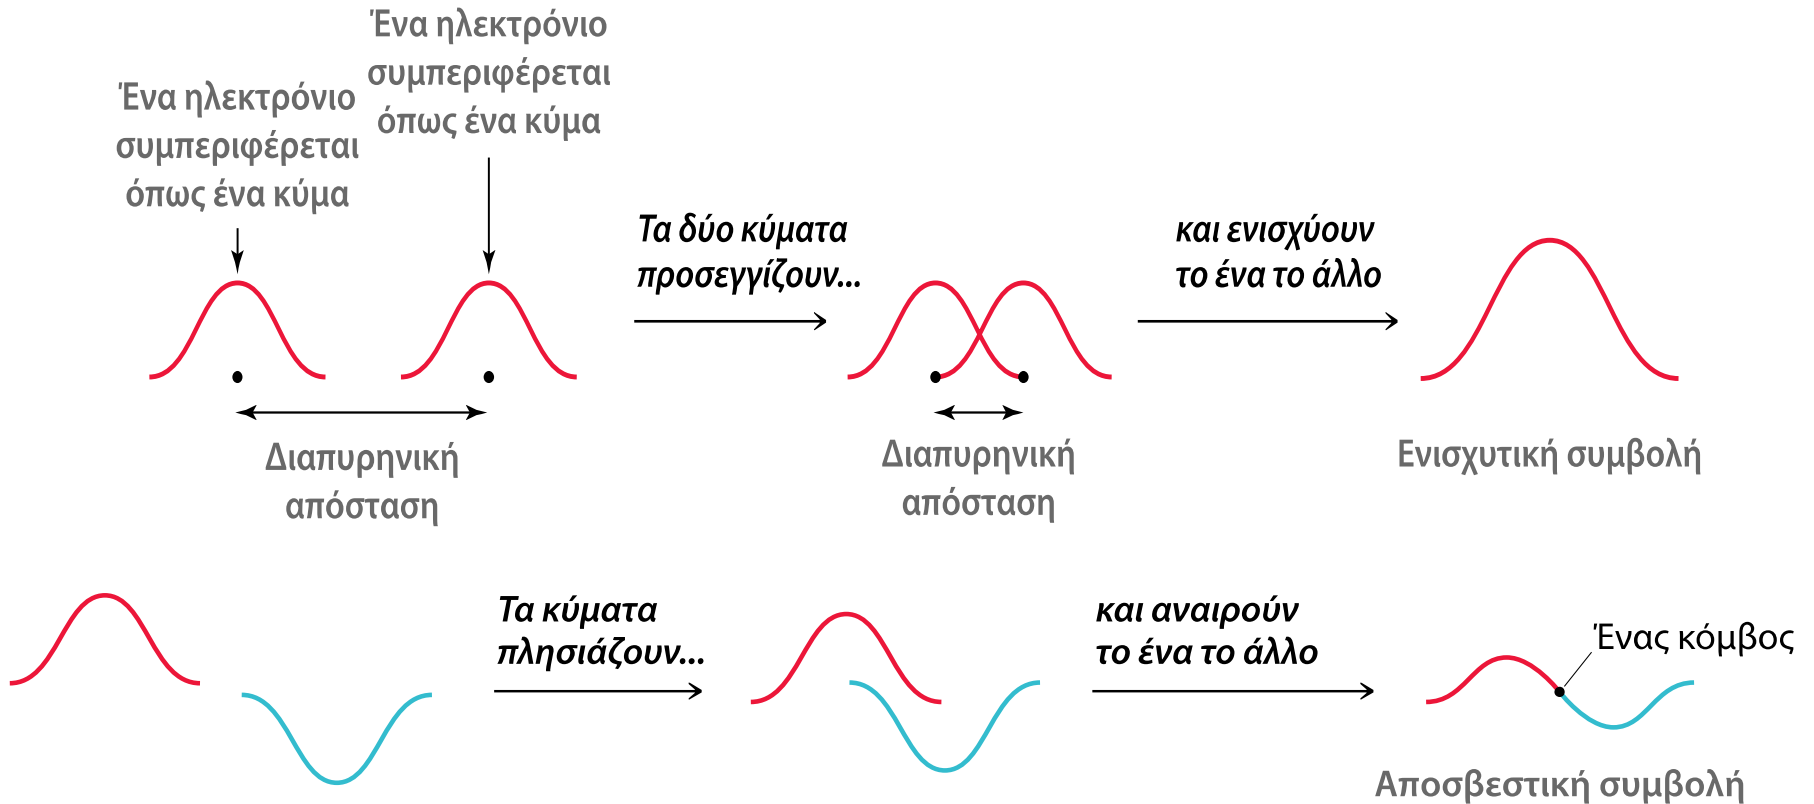 Ένα ηλεκτρόνιο
συμπεριφέρεται
όπως ένα κύμα
Ένα ηλεκτρόνιο
συμπεριφέρεται
όπως ένα κύμα
Τα δύο κύματα
προσεγγίζουν...
και ενισχύουν
το ένα το άλλο
Διαπυρηνική
απόσταση
Διαπυρηνική
απόσταση
Ενισχυτική συμβολή
Τα κύματα
πλησιάζουν...
και αναιρούν
το ένα το άλλο
Ένας κόμβος
Αποσβεστική συμβολή